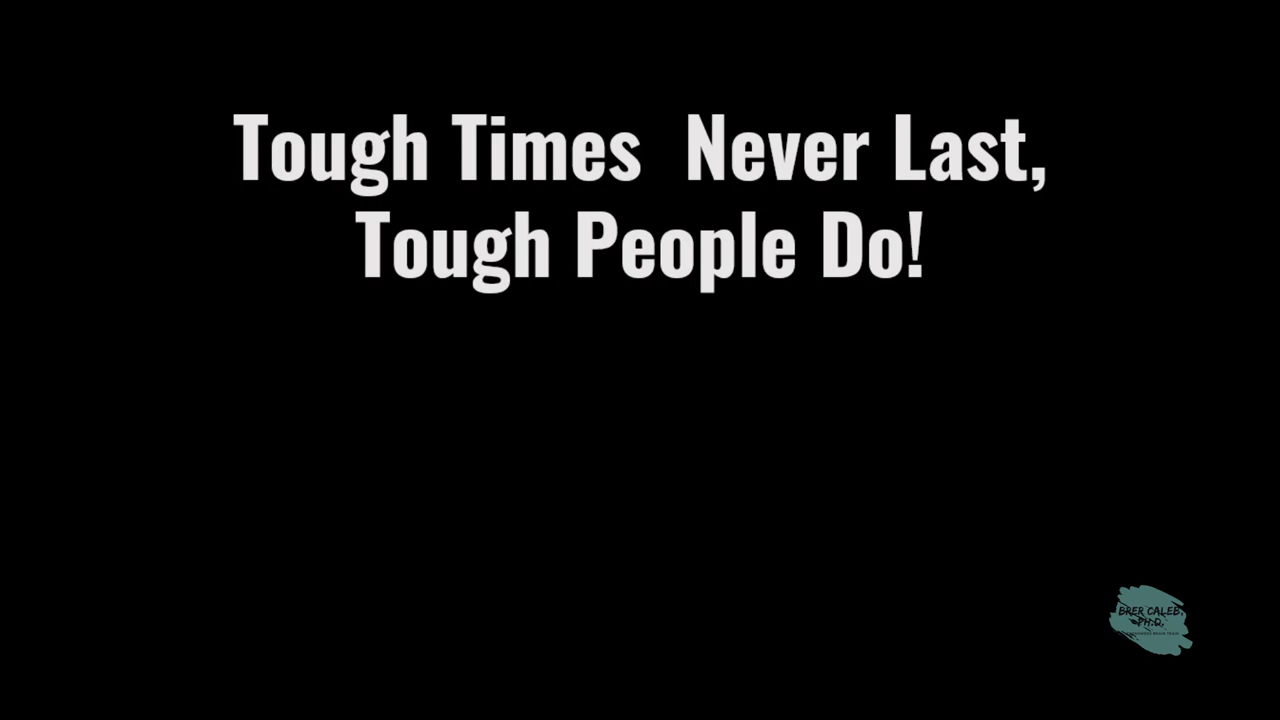 Tough Times  Never Last,
Tough People Do!
BRER CALEB,
PH.D.